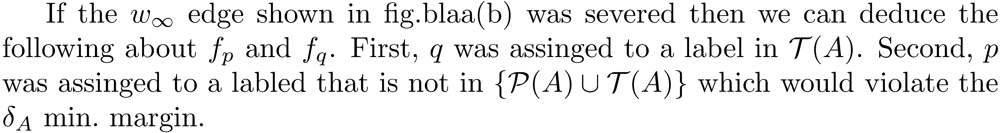 If the $w_\infty$ edge shown in fig.blaa(b) was severed then we can deduce the
following about $f_p$ and $f_q$. First, $q$ was assinged to a label in $\mathcal{T}(A)$. Second, $p$
was assinged to a labled that is not in $\{\mathcal{P}(A) \cup \mathcal{T}(A)\}$ which would violate the
$\delta_A$ min. margin.